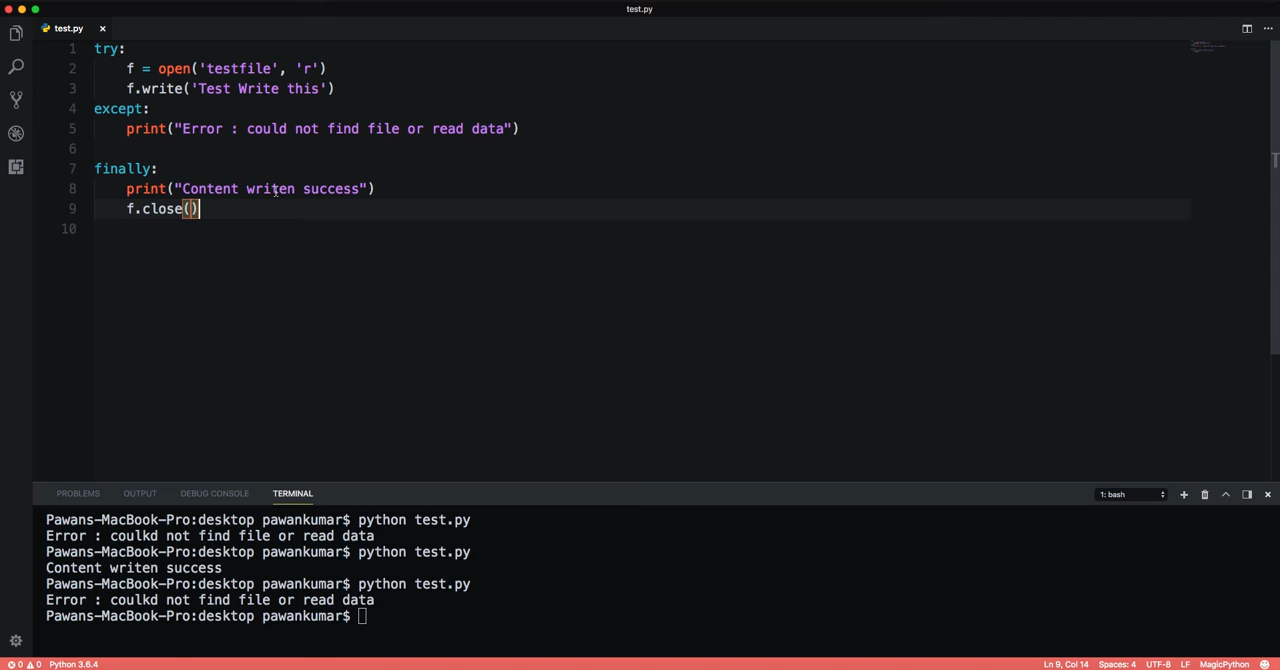 test.py
test.py
1 try:
2 f = open('testfile', 'r')
3 f.write('Test Write this')
4 except:
5 print("Error : could not find file or read data")
6
7 finally:
8 print("Content writen success")
9 f.close()
10
PROBLEMS OUTPUT DEBUG CONSOLE TERMINAL 1: bash
Pawans-MacBook-Pro:desktop pawankumar$ python test.py
Error : coulkd not find file or read data
Pawans-MacBook-Pro:desktop pawankumar$ python test.py
Content writen success
Pawans-MacBook-Pro:desktop pawankumar$ python test.py
Error : coulkd not find file or read data
Pawans-MacBook-Pro:desktop pawankumar$
0 0 Python 3.6.4 Ln 9, Col 14 Spaces: 4 UTF-8 LF MagicPython